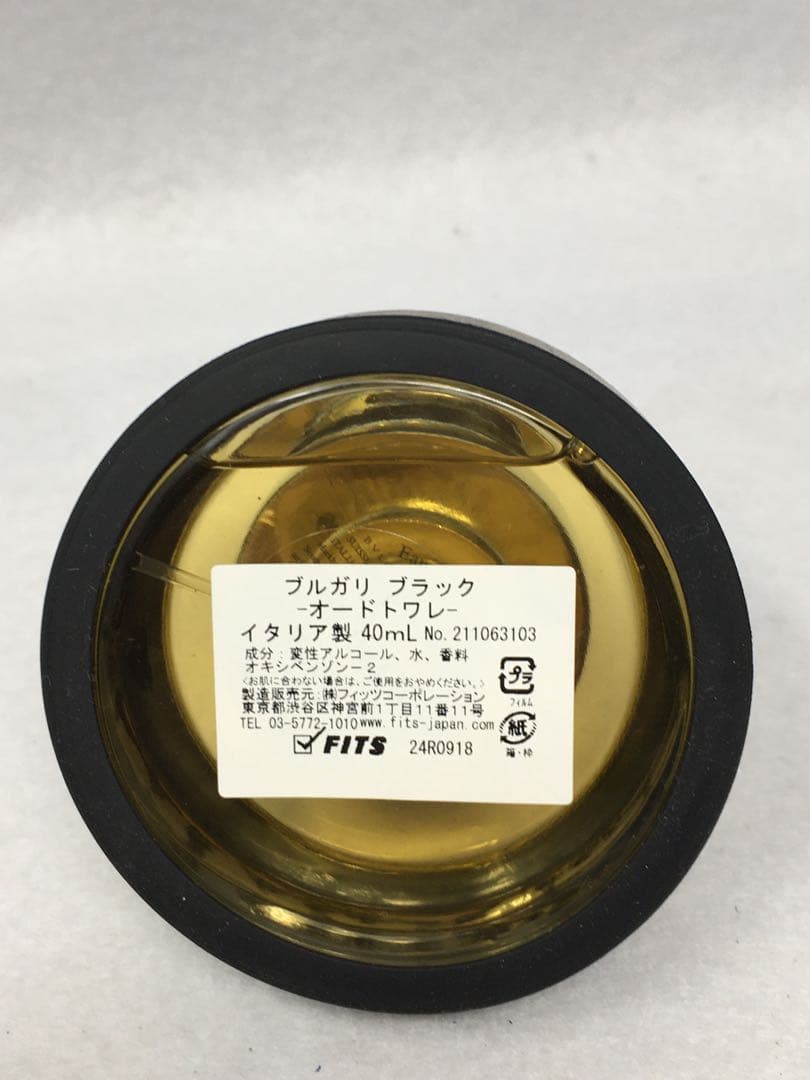 ブルガリ ブラック
-オードトワレ-
イタリア製 40mL No.211063103
成分：変性アルコール、水、香料
オキシベンゾン-2
<お肌に合わない場合は、ご使用をおやめください。>
製造販売元:㈱フィッツコーポレーション
東京都渋谷区神宮前1丁目11番11号
TEL 03-5772-1010 www.fits-japan.com
FITS 24R0918
プラ
フィルム
紙
箱・枠